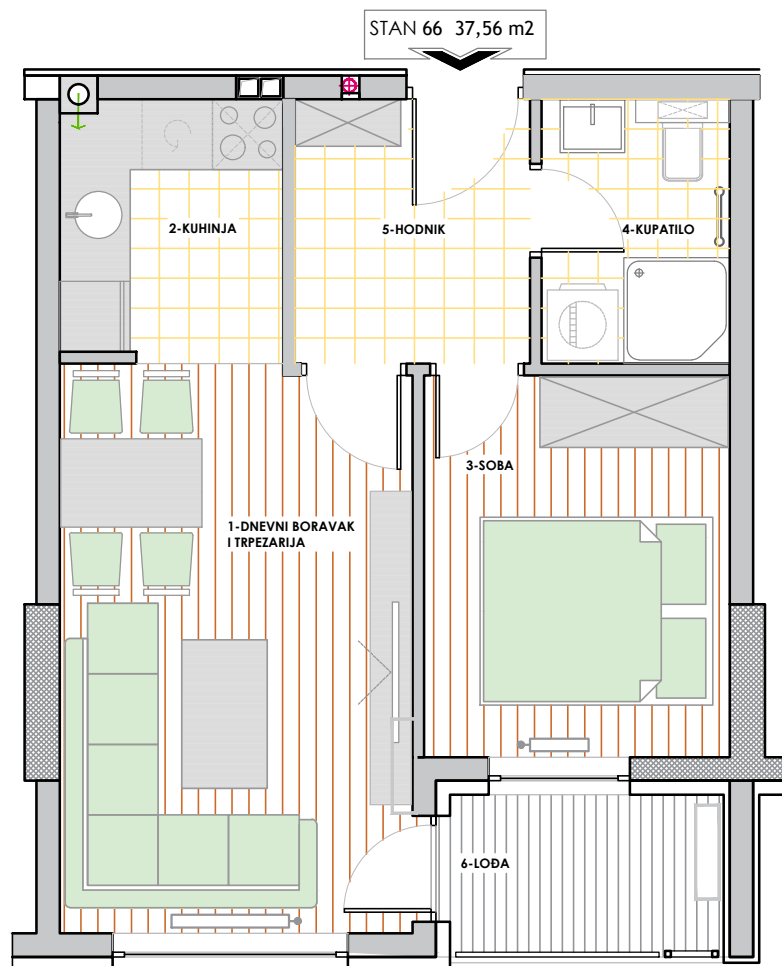 STAN 66 37,56 m2
2-KUHINJA
5-HODNIK
4-KUPATILO
3-SOBA
1-DNEVNI BORAVAK
I TRPEZARIJA
6-LOĐA